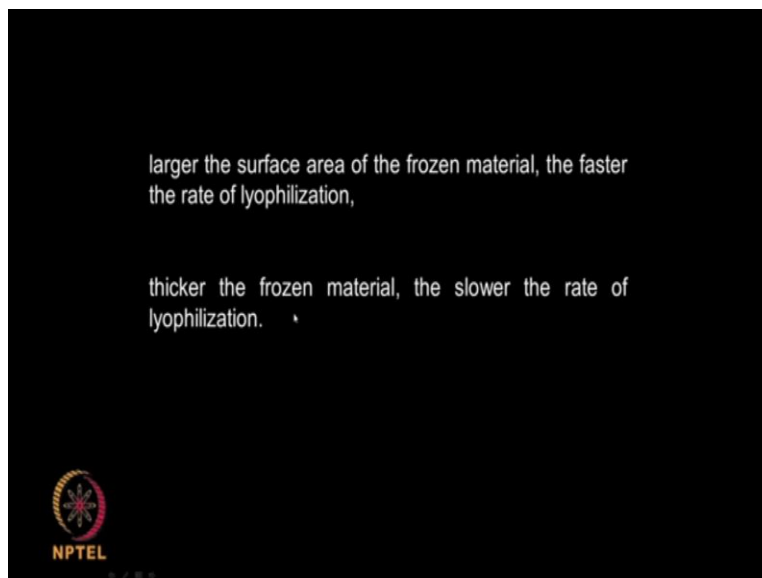 larger the surface area of the frozen material, the faster
the rate of lyophilization,
thicker the frozen material, the slower the rate of
lyophilization.
NPTEL